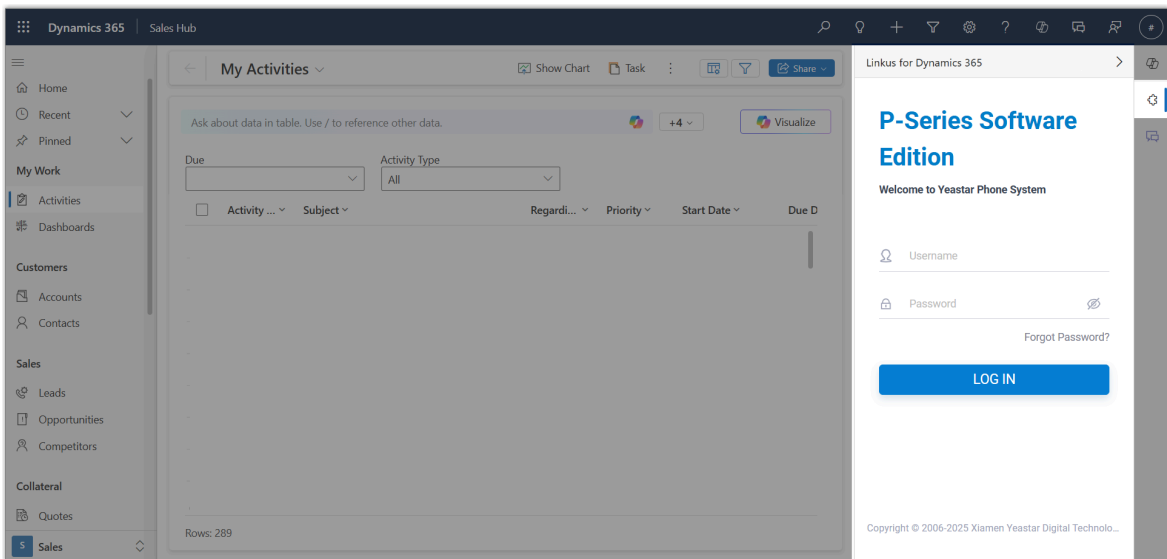 Dynamics 365
Sales Hub
#
Home
Recent
Pinned
My Work
Activities
Dashboards
Customers
Accounts
Contacts
Sales
Leads
Opportunities
Competitors
Collateral
Quotes
S Sales
My Activities
Show Chart
Task
Share
Ask about data in table. Use / to reference other data.
+4
Visualize
Due
Activity Type
All
Activity ... Subject Regardi... Priority Start Date Due D
Rows: 289
Linkus for Dynamics 365
P-Series Software
Edition
Welcome to Yeastar Phone System
Username
Password
Forgot Password?
LOG IN
Copyright © 2006-2025 Xiamen Yeastar Digital Technolo...